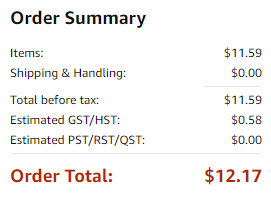 Order Summary
Items: $11.59
Shipping & Handling: $0.00
Total before tax: $11.59
Estimated GST/HST: $0.58
Estimated PST/RST/QST: $0.00
Order Total: $12.17